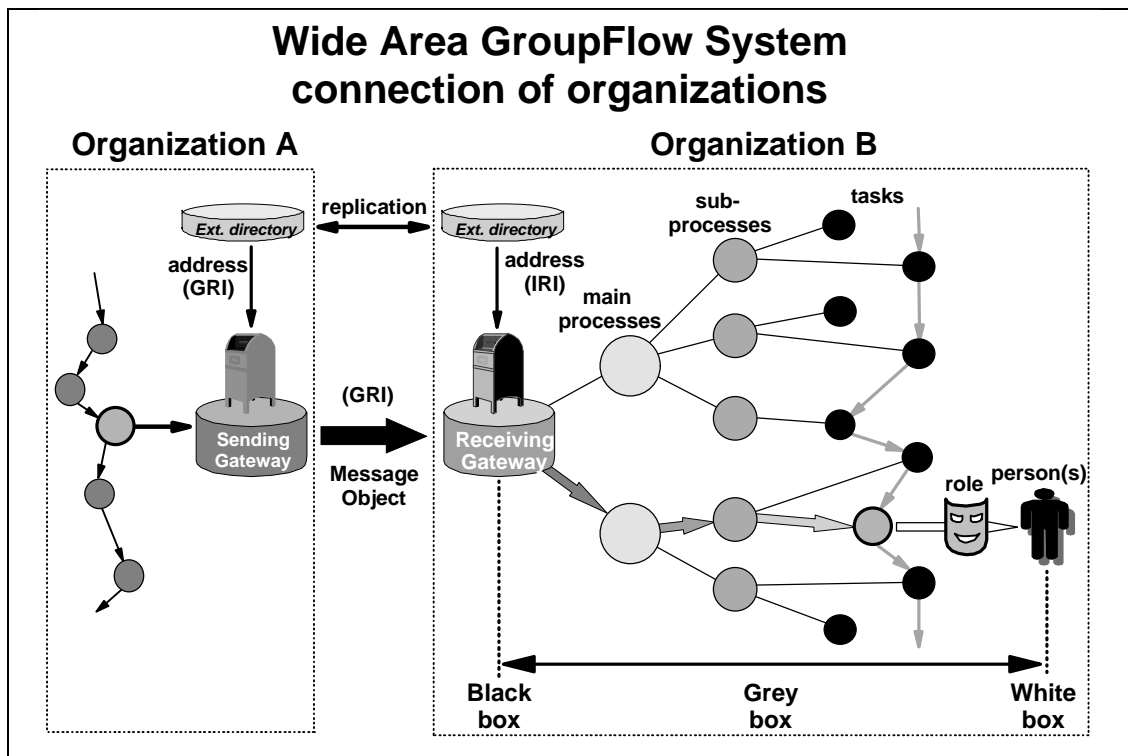 Wide Area GroupFlow System
connection of organizations
Organization A
Organization B
Ext. directory
replication
Ext. directory
address
(GRI)
address
(IRI)
sub-
processes
tasks
main
processes
(GRI)
Sending
Gateway
Message
Object
Receiving
Gateway
role
person(s)
Black
box
Grey
box
White
box